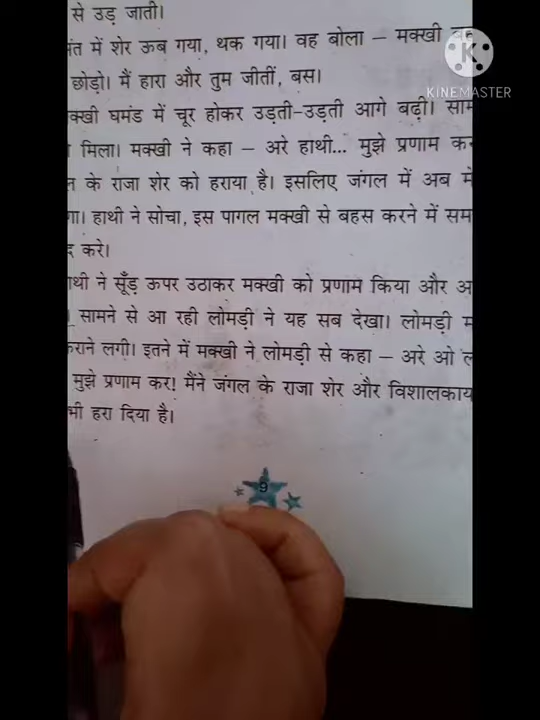 से उड़ जाती।
में शेर ऊब गया, थक गया। वह बोला – मक्खी
KINEMASTER
छोड़ो। मैं हारा और तुम जीतीं, बस।
घमंड में चूर होकर उड़ती-उड़ती आगे बढ़ी।
मिला। मक्खी ने कहा – अरे हाथी... मुझे प्रणाम
के राजा शेर को हराया है। इसलिए जंगल में अब
हाथी ने सोचा, इस पागल मक्खी से बहस करने में
करे।
ने सूँड़ ऊपर उठाकर मक्खी को प्रणाम किया और
सामने से आ रही लोमड़ी ने यह सब देखा। लोमड़ी
लगी। इतने में मक्खी ने लोमड़ी से कहा – अरे ओ
मुझे प्रणाम कर! मैंने जंगल के राजा शेर और विशालकाय
भी हरा दिया है।
9